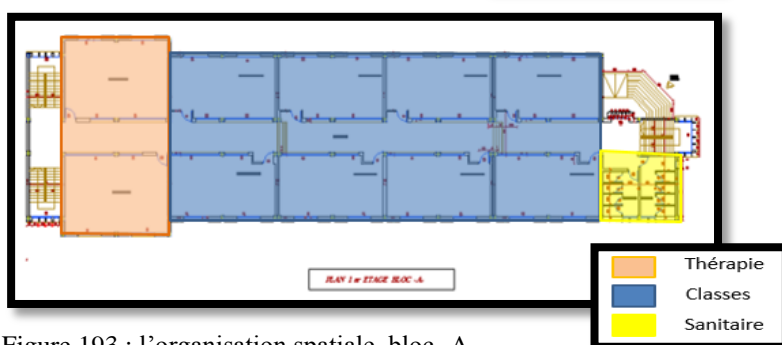 PLAN 1 er ETAGE BLOC -A-
Thérapie
Classes
Sanitaire
Figure 193 : l'organisation spatiale bloc -A-